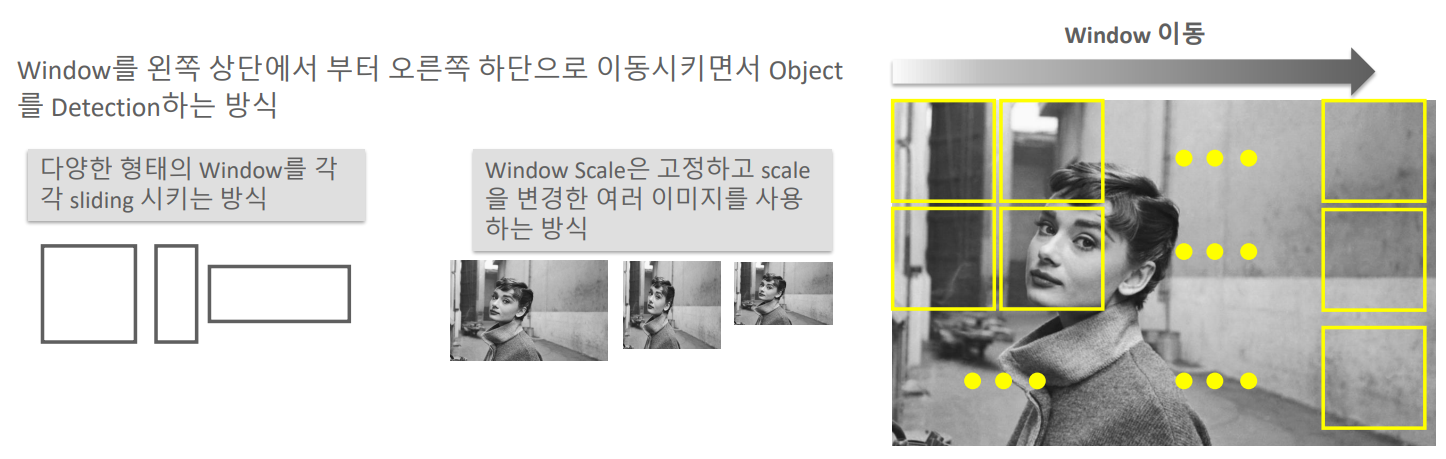 Window 이동
Window를 왼쪽 상단에서 부터 오른쪽 하단으로 이동시키면서 Object
를 Detection하는 방식
다양한 형태의 Window를 각
각 sliding 시키는 방식
Window Scale은 고정하고 scale
을 변경한 여러 이미지를 사용
하는 방식